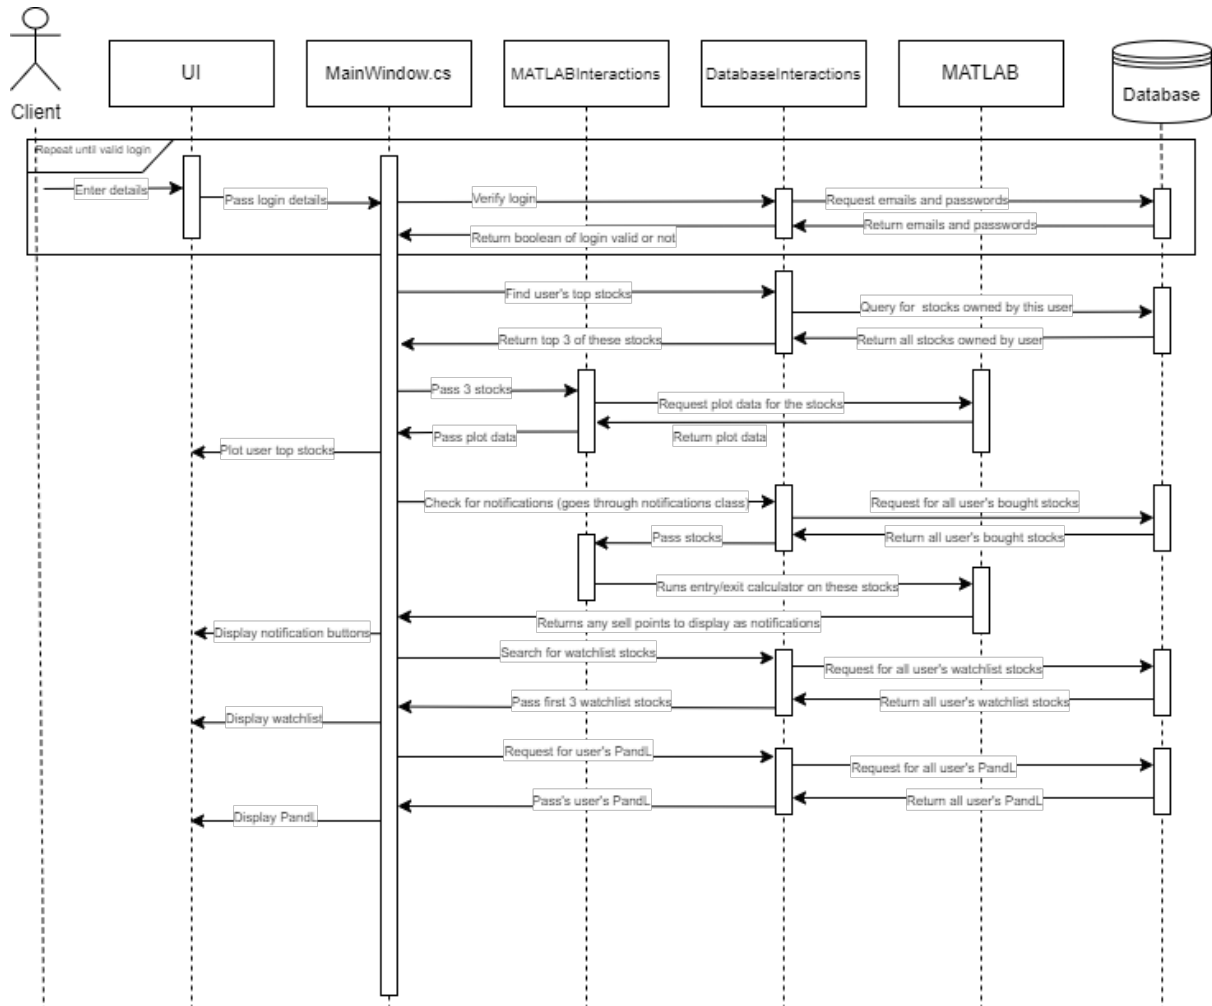 Client
UI
MainWindow.cs
MATLABInteractions
DatabaseInteractions
MATLAB
Database
Repeat until valid login
Enter details
Pass login details
Verify login
Request emails and passwords
Return emails and passwords
Return boolean of login valid or not
Find user's top stocks
Query for  stocks owned by this user
Return top 3 of these stocks
Return all stocks owned by user
Pass 3 stocks
Request plot data for the stocks
Pass plot data
Return plot data
Plot user top stocks
Check for notifications (goes through notifications class)
Request for all user's bought stocks
Pass stocks
Return all user's bought stocks
Runs entry/exit calculator on these stocks
Returns any sell points to display as notifications
Display notification buttons
Search for watchlist stocks
Request for all user's watchlist stocks
Pass first 3 watchlist stocks
Return all user's watchlist stocks
Display watchlist
Request for user's PandL
Request for all user's PandL
Pass's user's PandL
Return all user's PandL
Display PandL